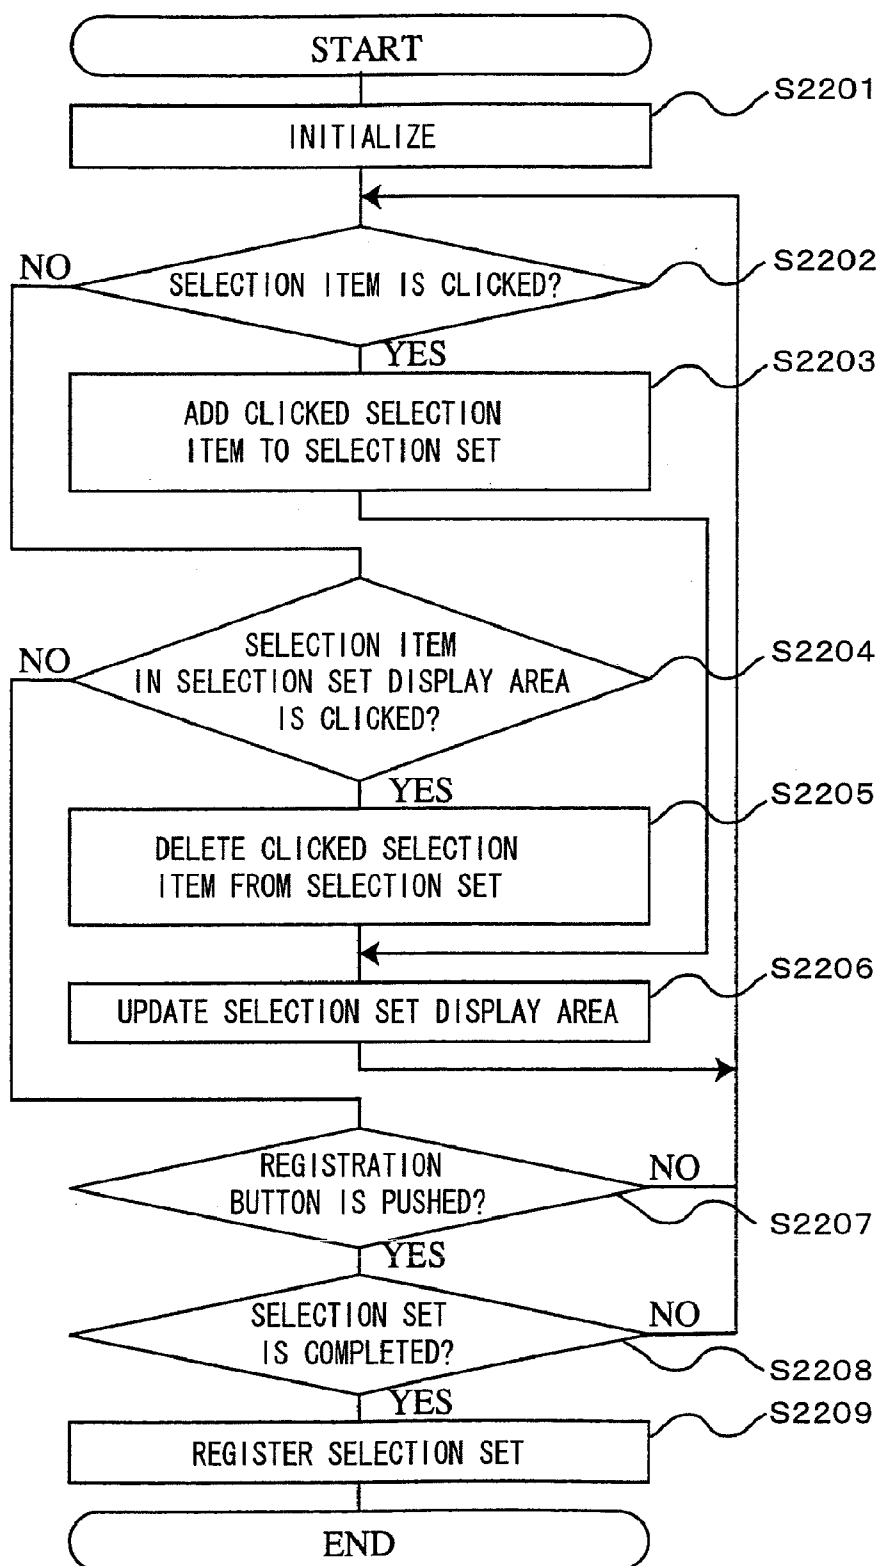 START
S2201
INITIALIZE
S2202
NO
SELECTION ITEM IS CLICKED?
YES
S2203
ADD CLICKED SELECTION
ITEM TO SELECTION SET
S2204
NO
SELECTION ITEM
IN SELECTION SET DISPLAY AREA
IS CLICKED?
YES
S2205
DELETE CLICKED SELECTION
ITEM FROM SELECTION SET
S2206
UPDATE SELECTION SET DISPLAY AREA
REGISTRATION
BUTTON IS PUSHED?
NO
S2207
YES
SELECTION SET
IS COMPLETED?
NO
S2208
YES
S2209
REGISTER SELECTION SET
END